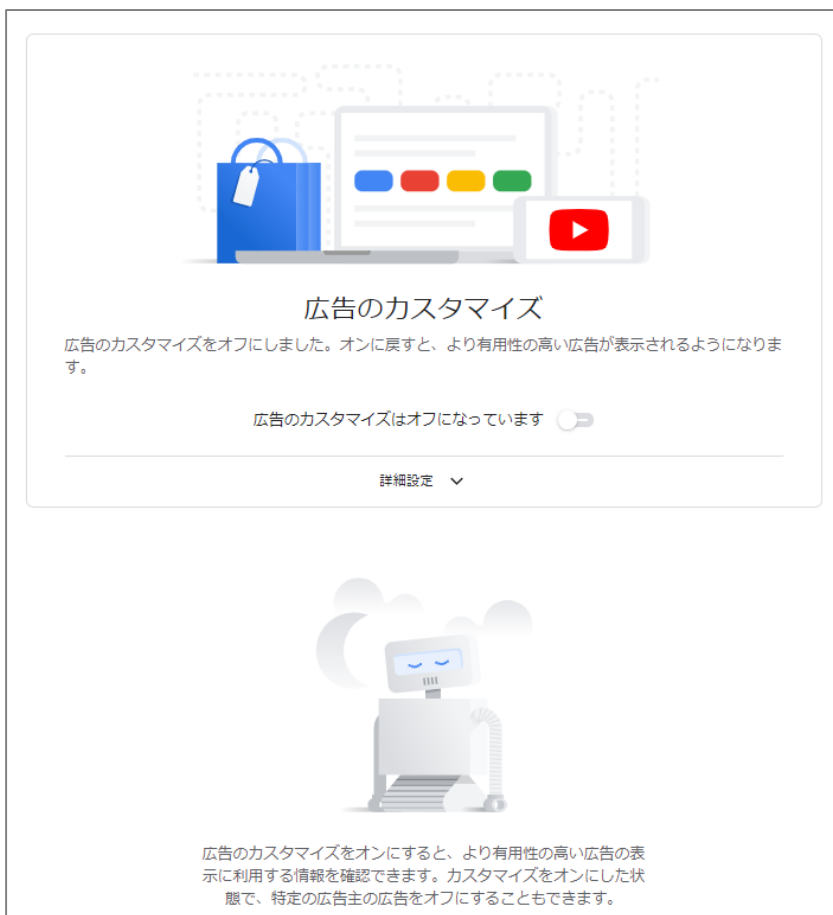 広告のカスタマイズ
広告のカスタマイズをオフにしました。オンに戻すと、より有用性の高い広告が表示されるようになりま
す。
広告のカスタマイズはオフになっています
詳細設定
広告のカスタマイズをオンにすると、より有用性の高い広告の表
示に利用する情報を確認できます。カスタマイズをオンにした状
態で、特定の広告主の広告をオフにすることもできます。